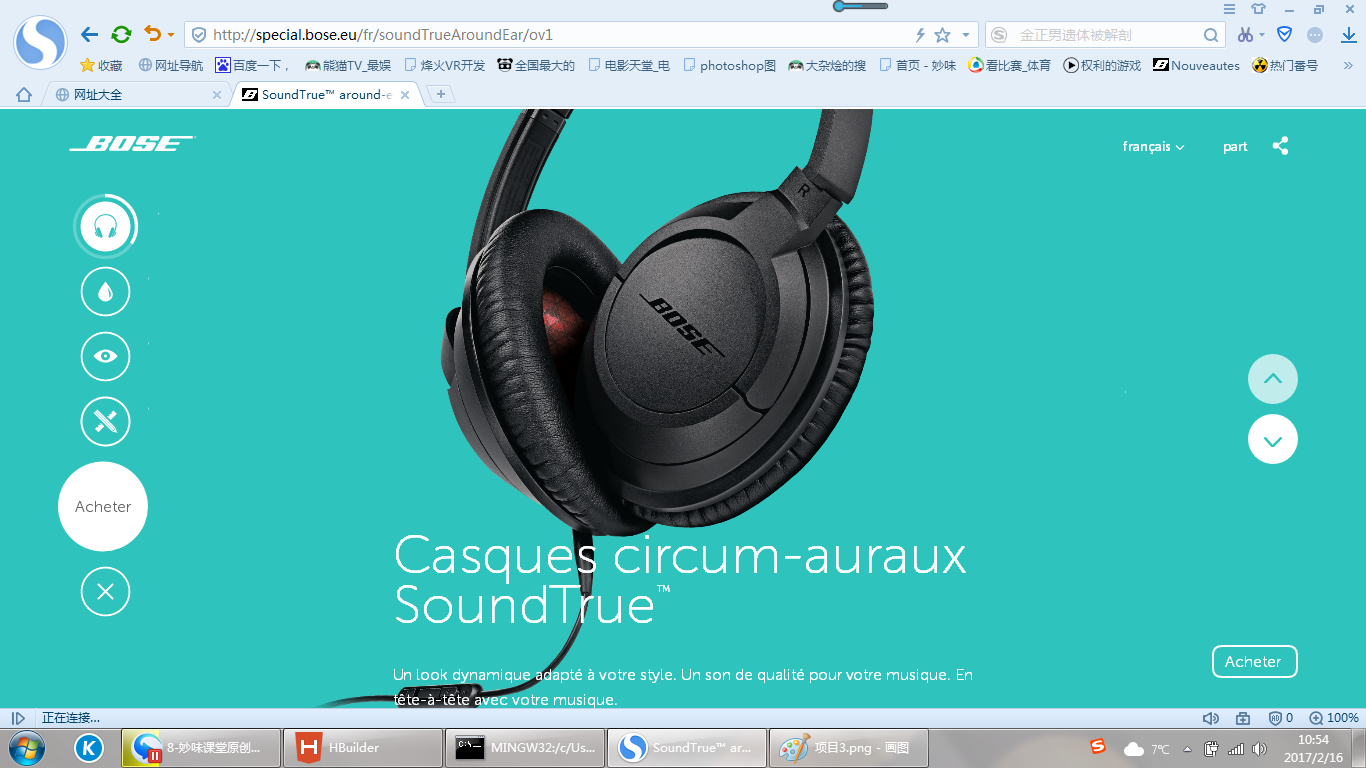 http://special.bose.eu/fr/soundTrueAroundEar/ov1
金正男遗体被解剖
收藏
网址导航
百度一下，
熊猫TV_最娱
烽火VR开发
全国最大的
电影天堂_电
photoshop图
大杂烩的搜
首页 - 妙味
看比赛_体育
权利的游戏
Nouveautes
热门番号
网址大全
SoundTrue™ around-e
BOSE
français
part
R
BOSE
Acheter
Casques circum-auraux
SoundTrue™
Un look dynamique adapté à votre style. Un son de qualité pour votre musique. En
tête-à-tête avec votre musique.
Acheter
正在连接...
0
100%
8-妙味课堂原创...
HBuilder
MINGW32:/c/Us...
SoundTrue™ ar...
项目3.png - 画图
7℃
10:54
2017/2/16